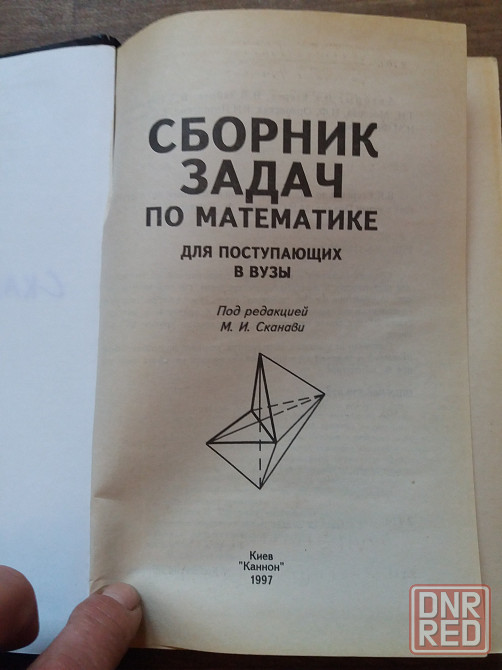 СБОРНИК
ЗАДАЧ
ПО МАТЕМАТИКЕ
ДЛЯ ПОСТУПАЮЩИХ
В ВУЗЫ
Под редакцией
М. И. Сканави
Киев
"Каннон"
1997
DNR
RED